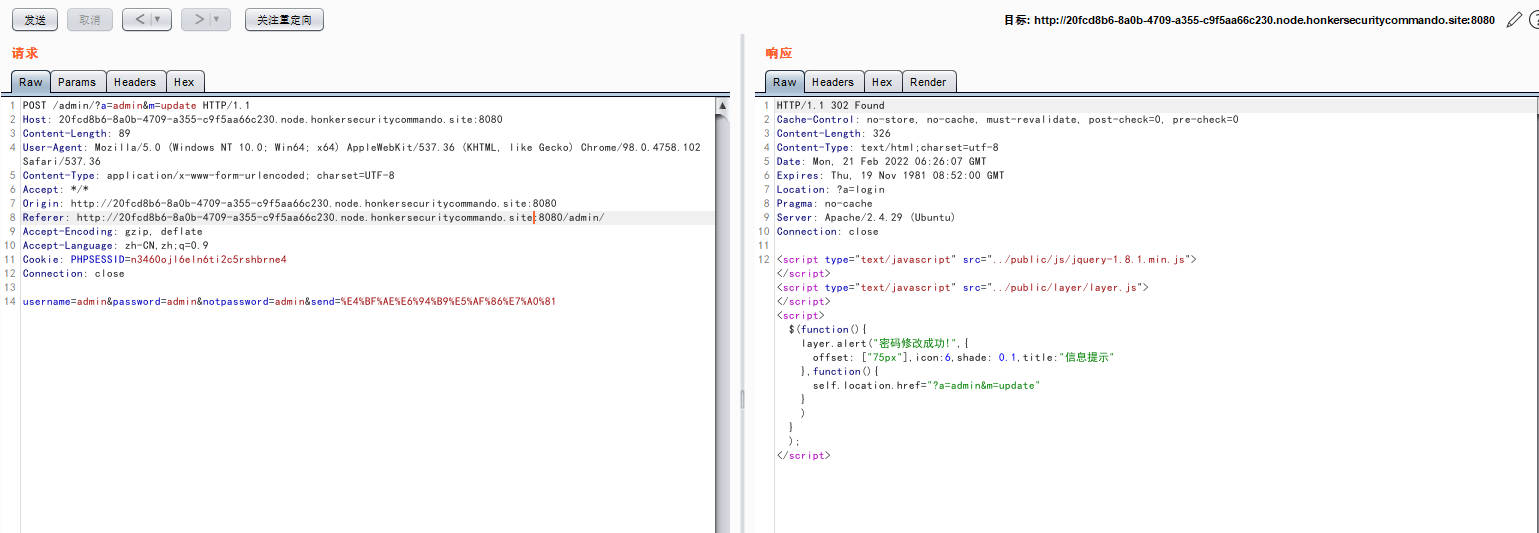 发送 取消 < | ▼ > | ▼ 关注重定向 目标: http://20fcd8b6-8a0b-4709-a355-c9f5aa66c230.node.honkersecuritycommando.site:8080
请求
Raw Params Headers Hex
1 POST /admin/?a=admin&m=update HTTP/1.1
2 Host: 20fcd8b6-8a0b-4709-a355-c9f5aa66c230.node.honkersecuritycommando.site:8080
3 Content-Length: 89
4 User-Agent: Mozilla/5.0 (Windows NT 10.0; Win64; x64) AppleWebKit/537.36 (KHTML, like Gecko) Chrome/98.0.4758.102
Safari/537.36
5 Content-Type: application/x-www-form-urlencoded; charset=UTF-8
6 Accept: */*
7 Origin: http://20fcd8b6-8a0b-4709-a355-c9f5aa66c230.node.honkersecuritycommando.site:8080
8 Referer: http://20fcd8b6-8a0b-4709-a355-c9f5aa66c230.node.honkersecuritycommando.site:8080/admin/
9 Accept-Encoding: gzip, deflate
10 Accept-Language: zh-CN,zh;q=0.9
11 Cookie: PHPSESSID=n3460ojl6eln6ti2c5rshbrne4
12 Connection: close
13
14 username=admin&password=admin&notpassword=admin&send=%E4%BF%AE%E6%94%B9%E5%AF%86%E7%A0%81
响应
Raw Headers Hex Render
1 HTTP/1.1 302 Found
2 Cache-Control: no-store, no-cache, must-revalidate, post-check=0, pre-check=0
3 Content-Length: 326
4 Content-Type: text/html;charset=utf-8
5 Date: Mon, 21 Feb 2022 06:26:07 GMT
6 Expires: Thu, 19 Nov 1981 08:52:00 GMT
7 Location: ?a=login
8 Pragma: no-cache
9 Server: Apache/2.4.29 (Ubuntu)
10 Connection: close
11
12 <script type="text/javascript" src="../public/js/jquery-1.8.1.min.js">
</script>
<script type="text/javascript" src="../public/layer/layer.js">
</script>
<script>
$(function(){
layer.alert("密码修改成功!",{
offset: ["75px"],icon:6,shade: 0.1,title:"信息提示"
},function(){
self.location.href="?a=admin&m=update"
}
)
}
);
</script>